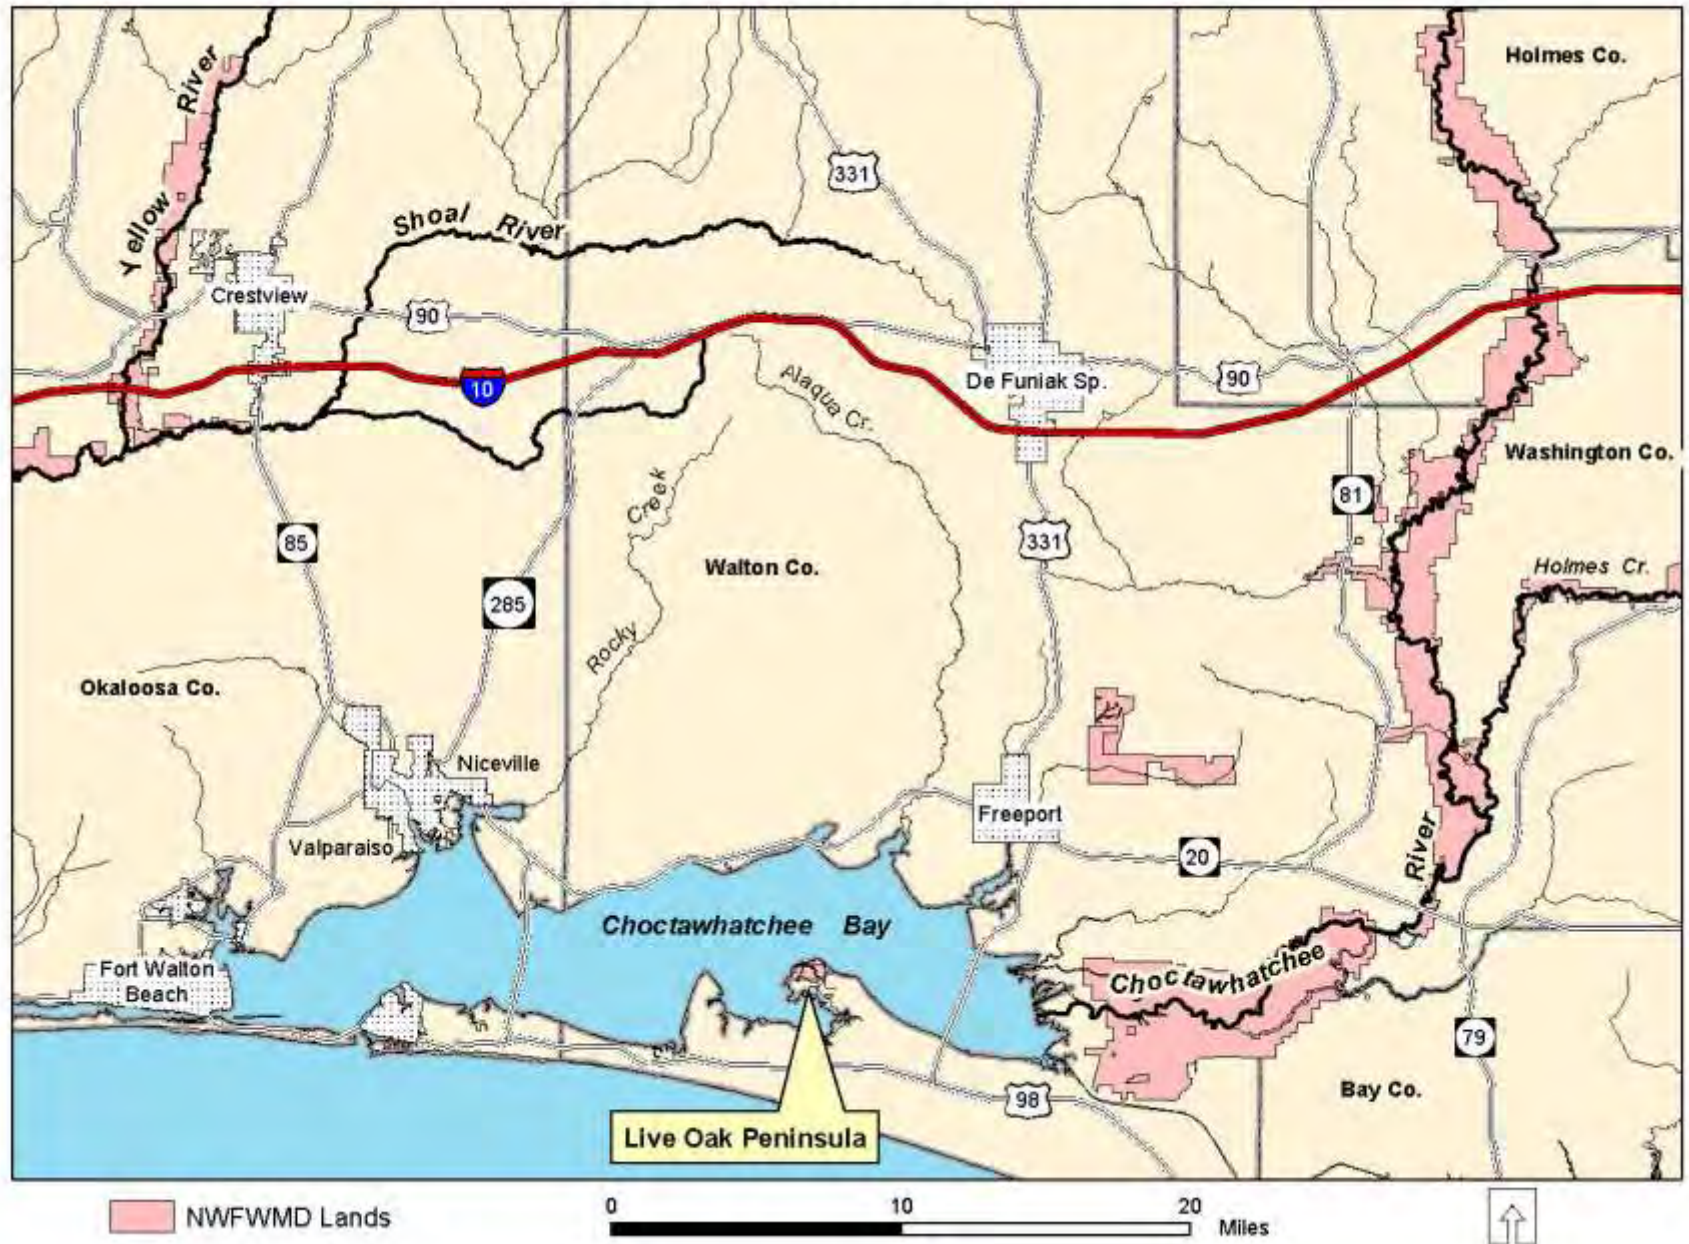 Holmes Co.
Yellow River
331
Shoal River
Crestview
90
10
De Funiak Sp.
90
Alaqua Cr.
Washington Co.
81
85
Rocky Creek
331
Walton Co.
Holmes Cr.
285
Okaloosa Co.
Niceville
Freeport
Valparaiso
20
Choctawhatchee Bay
Choctawhatchee River
Fort Walton
Beach
79
98
Bay Co.
Live Oak Peninsula
NWFWMD Lands
0 10 20
Miles